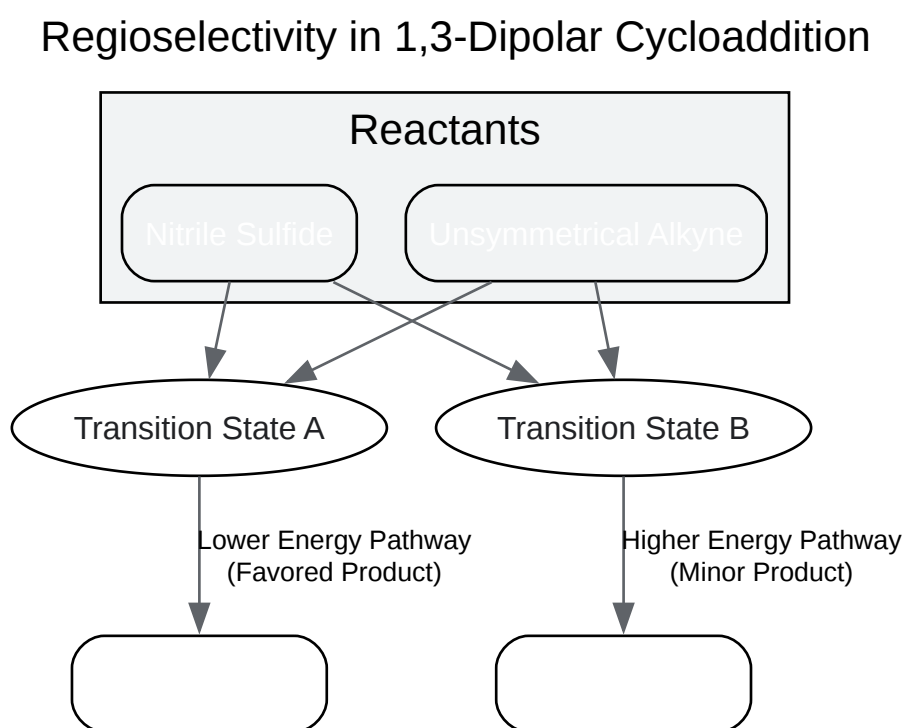 Regioselectivity in 1,3-Dipolar Cycloaddition
Reactants
Nitrile Sulfide
Unsymmetrical Alkyne
Transition State A
Transition State B
Lower Energy Pathway
(Favored Product)
Higher Energy Pathway
(Minor Product)